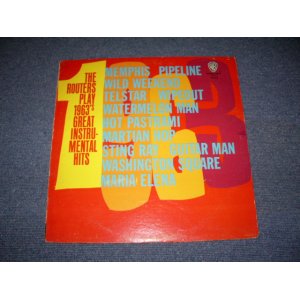 THE
ROUTERS
PLAY
1963's
GREAT
INSTRU-
MENTAL
HITS
MEMPHIS PIPELINE
WILD WEEKEND
TELSTAR WIPEOUT
WATERMELON MAN
HOT PASTRAMI
MARTIAN HOP
STING RAY GUITAR MAN
WASHINGTON SQUARE
MARIA ELENA
1963